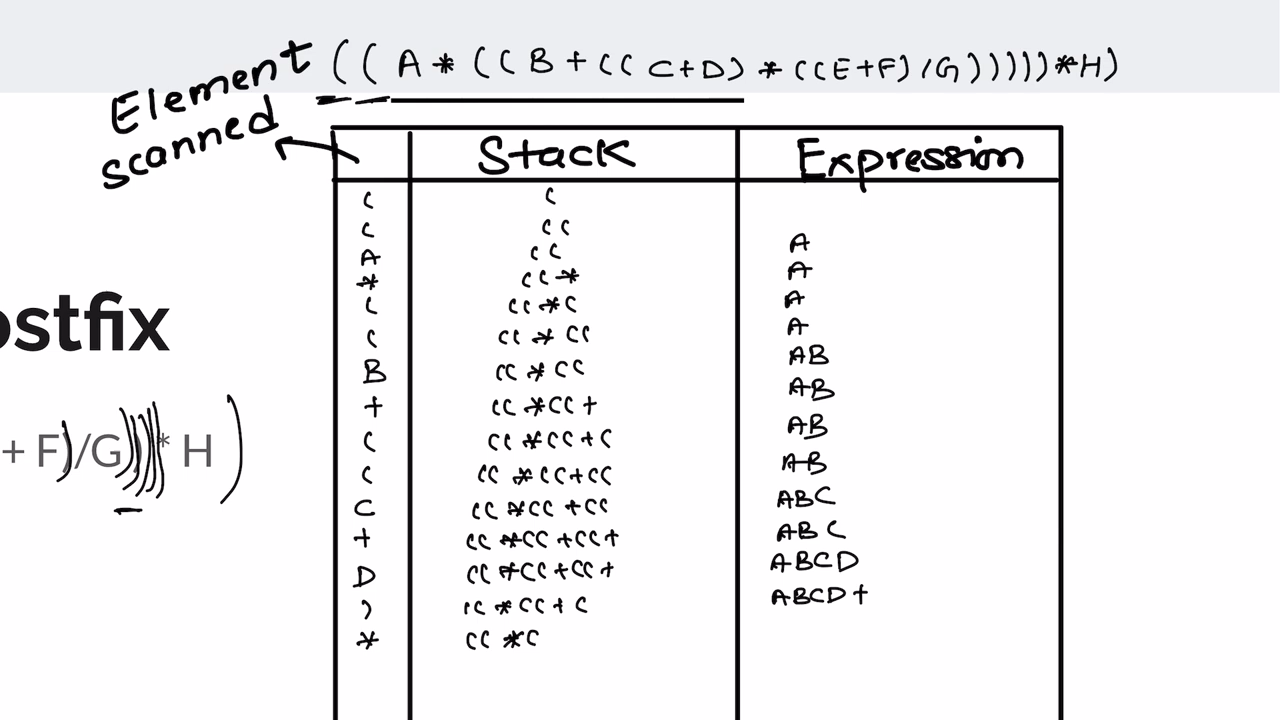 Element scanned
((A*((B+((C+D)*((E+F)/G)))))*H)
Stack Expression
( (
( ((
A (( A
* ((* A
( ((*( A
( ((*(( A
B ((*(( AB
+ ((*((+ AB
( ((*((+( AB
( ((*((+(( AB
C ((*((+(( ABC
+ ((*((+((+ ABC
D ((*((+((+ ABCD
) ((*((+( ABCD+
* ((*(
ostfix
+ F)/G))))* H )